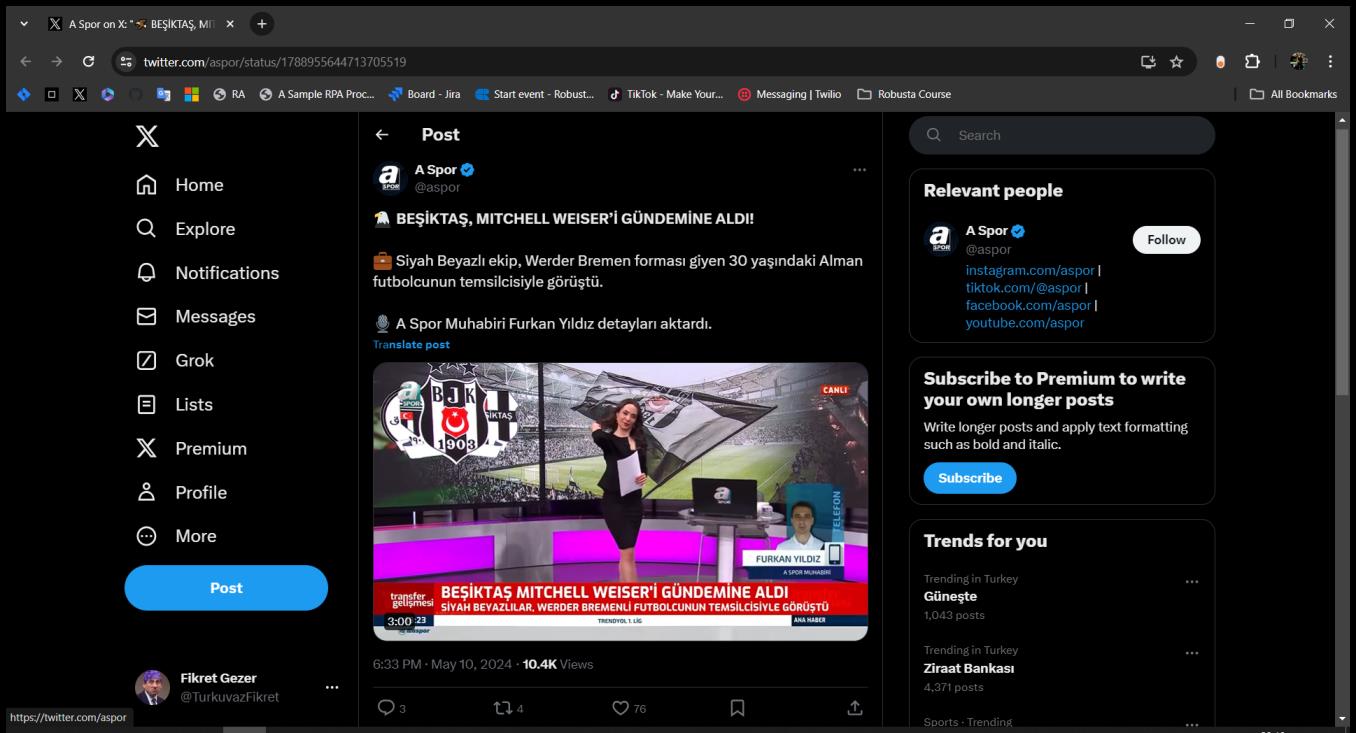 A Spor on X: " BEŞİKTAŞ, MIT
twitter.com/aspor/status/1788955644713705519
RA
A Sample RPA Proc...
Board - Jira
Start event - Robust...
TikTok - Make Your...
Messaging | Twilio
Robusta Course
All Bookmarks
Home
Explore
Notifications
Messages
Grok
Lists
Premium
Profile
More
Post
Fikret Gezer
@TurkuvazFikret
https://twitter.com/aspor
Post
A Spor
@aspor
BEŞİKTAŞ, MITCHELL WEISER'İ GÜNDEMİNE ALDI!
Siyah Beyazlı ekip, Werder Bremen forması giyen 30 yaşındaki Alman
futbolcunun temsilcisiyle görüştü.
A Spor Muhabiri Furkan Yıldız detayları aktardı.
Translate post
a
SPOR
BJK
1903
İKTAŞ
CANLI
TELEFON
FURKAN YILDIZ
A SPOR MUHABİRİ
transfer
gelişmesi
BEŞİKTAŞ MITCHELL WEISER'İ GÜNDEMİNE ALDI
SİYAH BEYAZLILAR, WERDER BREMENLİ FUTBOLCUNUN TEMSİLCİSİYLE GÖRÜŞTÜ
3:00
:23
TRENDYOL 1. LİG
ANA HABER
6:33 PM · May 10, 2024 · 10.4K Views
3
4
76
Search
Relevant people
A Spor
@aspor
Follow
instagram.com/aspor |
tiktok.com/@aspor |
facebook.com/aspor |
youtube.com/aspor
Subscribe to Premium to write
your own longer posts
Write longer posts and apply text formatting
such as bold and italic.
Subscribe
Trends for you
Trending in Turkey
Güneşte
1,043 posts
Trending in Turkey
Ziraat Bankası
4,371 posts
Sports · Trending